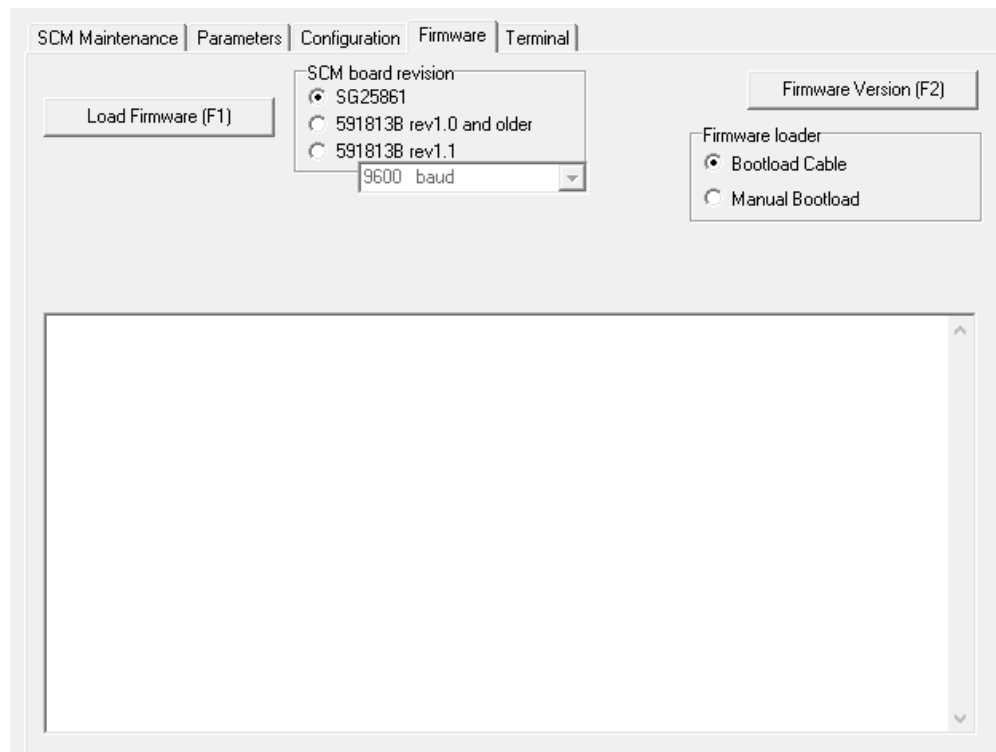 SCM Maintenance Parameters Configuration Firmware Terminal
SCM board revision
Load Firmware (F1)
SG25861
591813B rev1.0 and older
591813B rev1.1
9600 baud
Firmware Version (F2)
Firmware loader
Bootload Cable
Manual Bootload